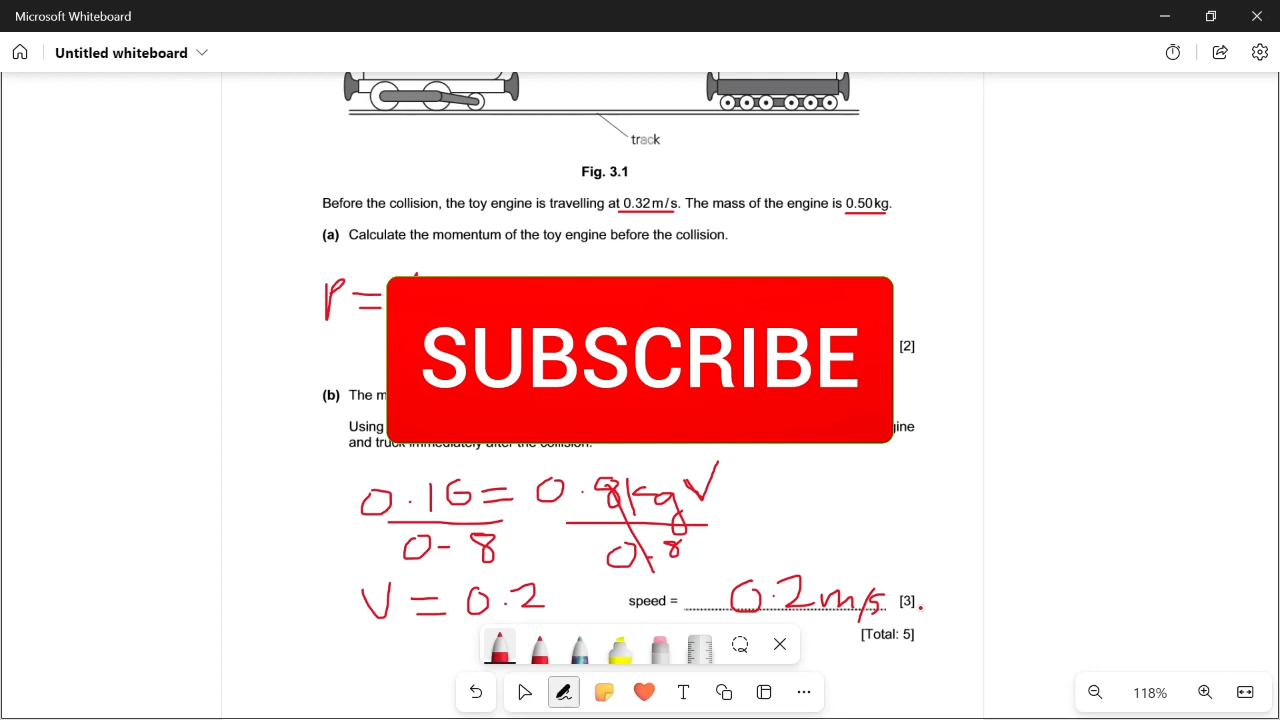 Microsoft Whiteboard
Untitled whiteboard
track
Fig. 3.1
Before the collision, the toy engine is travelling at 0.32 m/s. The mass of the engine is 0.50 kg.
(a) Calculate the momentum of the toy engine before the collision.
P =
SUBSCRIBE
[2]
(b) The m
Using
and truck immediately after the collision.
0.16 = 0.8kgV
0.8 0.8
V = 0.2
speed = 0.2m/s [3]
[Total: 5]
118%